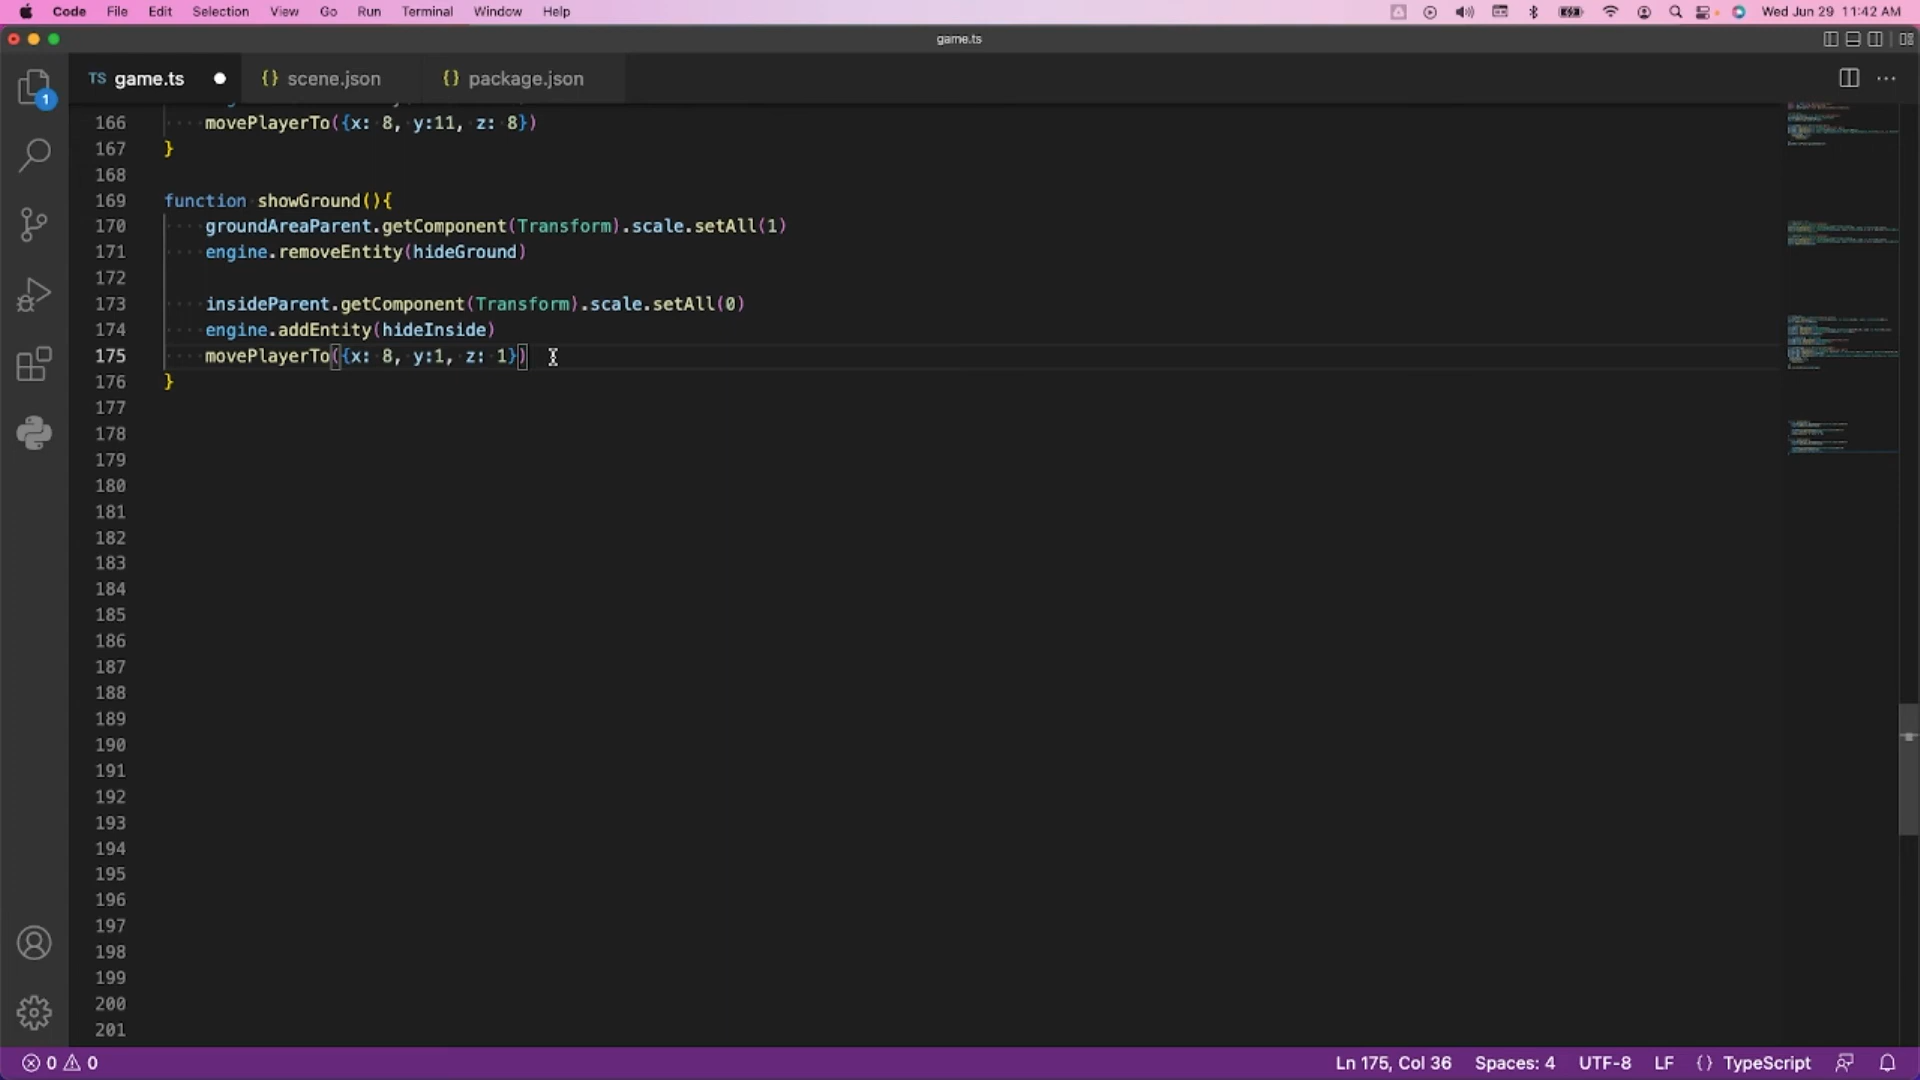 Code File Edit Selection View Go Run Terminal Window Help Wed Jun 29 11:42 AM
game.ts
TS game.ts {} scene.json {} package.json
1
166 movePlayerTo({x: 8, y:11, z: 8})
167 }
168
169 function showGround(){
170 groundAreaParent.getComponent(Transform).scale.setAll(1)
171 engine.removeEntity(hideGround)
172
173 insideParent.getComponent(Transform).scale.setAll(0)
174 engine.addEntity(hideInside)
175 movePlayerTo({x: 8, y:1, z: 1})
176 }
177
178
179
180
181
182
183
184
185
186
187
188
189
190
191
192
193
194
195
196
197
198
199
200
201
0 0 Ln 175, Col 36 Spaces: 4 UTF-8 LF {} TypeScript